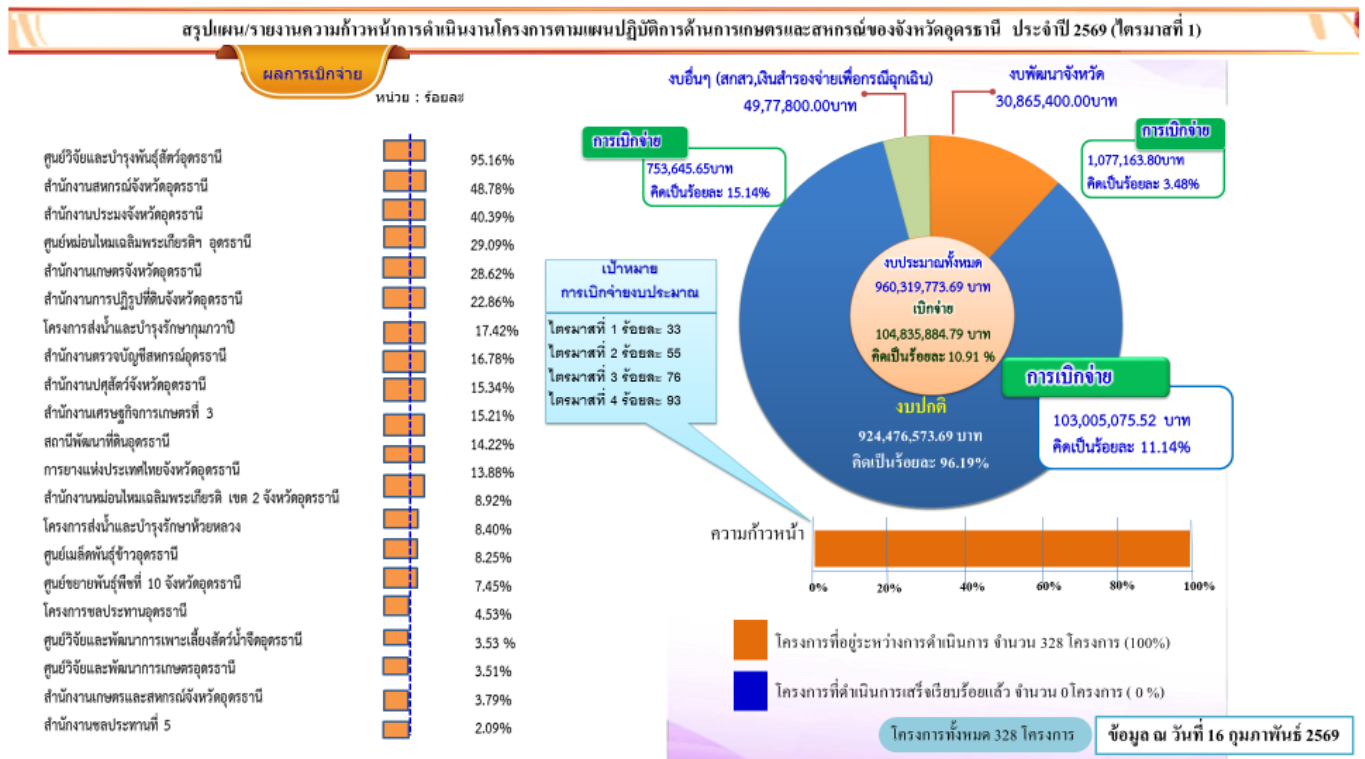 สรุปแผน/รายงานความก้าวหน้าการดำเนินงานโครงการตามแผนปฏิบัติการด้านการเกษตรและสหกรณ์ของจังหวัดอุดรธานี ประจำปี 2569 (ไตรมาสที่ 1)
ผลการเบิกจ่าย
หน่วย : ร้อยละ
ศูนย์วิจัยและบำรุงพันธุ์สัตว์อุดรธานี 95.16%
สำนักงานสหกรณ์จังหวัดอุดรธานี 48.78%
สำนักงานประมงจังหวัดอุดรธานี 40.39%
ศูนย์หม่อนไหมเฉลิมพระเกียรติฯ อุดรธานี 29.09%
สำนักงานเกษตรจังหวัดอุดรธานี 28.62%
สำนักงานการปฏิรูปที่ดินจังหวัดอุดรธานี 22.86%
โครงการส่งน้ำและบำรุงรักษากุมภวาปี 17.42%
สำนักงานตรวจบัญชีสหกรณ์อุดรธานี 16.78%
สำนักงานปศุสัตว์จังหวัดอุดรธานี 15.34%
สำนักงานเศรษฐกิจการเกษตรที่ 3 15.21%
สถานีพัฒนาที่ดินอุดรธานี 14.22%
การยางแห่งประเทศไทยจังหวัดอุดรธานี 13.88%
สำนักงานหม่อนไหมเฉลิมพระเกียรติ เขต 2 จังหวัดอุดรธานี 8.92%
โครงการส่งน้ำและบำรุงรักษาห้วยหลวง 8.40%
ศูนย์เมล็ดพันธุ์ข้าวอุดรธานี 8.25%
ศูนย์ขยายพันธุ์พืชที่ 10 จังหวัดอุดรธานี 7.45%
โครงการชลประทานอุดรธานี 4.53%
ศูนย์วิจัยและพัฒนาการเพาะเลี้ยงสัตว์น้ำจืดอุดรธานี 3.53 %
ศูนย์วิจัยและพัฒนาการเกษตรอุดรธานี 3.51%
สำนักงานเกษตรและสหกรณ์จังหวัดอุดรธานี 3.79%
สำนักงานชลประทานที่ 5 2.09%
งบอื่นๆ (สกสว,เงินสำรองจ่ายเพื่อกรณีฉุกเฉิน)
49,77,800.00บาท
งบพัฒนาจังหวัด
30,865,400.00บาท
การเบิกจ่าย
753,645.65บาท
คิดเป็นร้อยละ 15.14%
การเบิกจ่าย
1,077,163.80บาท
คิดเป็นร้อยละ 3.48%
เป้าหมาย
การเบิกจ่ายงบประมาณ
ไตรมาสที่ 1 ร้อยละ 33
ไตรมาสที่ 2 ร้อยละ 55
ไตรมาสที่ 3 ร้อยละ 76
ไตรมาสที่ 4 ร้อยละ 93
งบประมาณทั้งหมด
960,319,773.69 บาท
เบิกจ่าย
104,835,884.79 บาท
คิดเป็นร้อยละ 10.91 %
งบปกติ
924,476,573.69 บาท
คิดเป็นร้อยละ 96.19%
การเบิกจ่าย
103,005,075.52 บาท
คิดเป็นร้อยละ 11.14%
ความก้าวหน้า
0% 20% 40% 60% 80% 100%
โครงการที่อยู่ระหว่างการดำเนินการ จำนวน 328 โครงการ (100%)
โครงการที่ดำเนินการเสร็จเรียบร้อยแล้ว จำนวน 0โครงการ ( 0 %)
โครงการทั้งหมด 328 โครงการ
ข้อมูล ณ วันที่ 16 กุมภาพันธ์ 2569